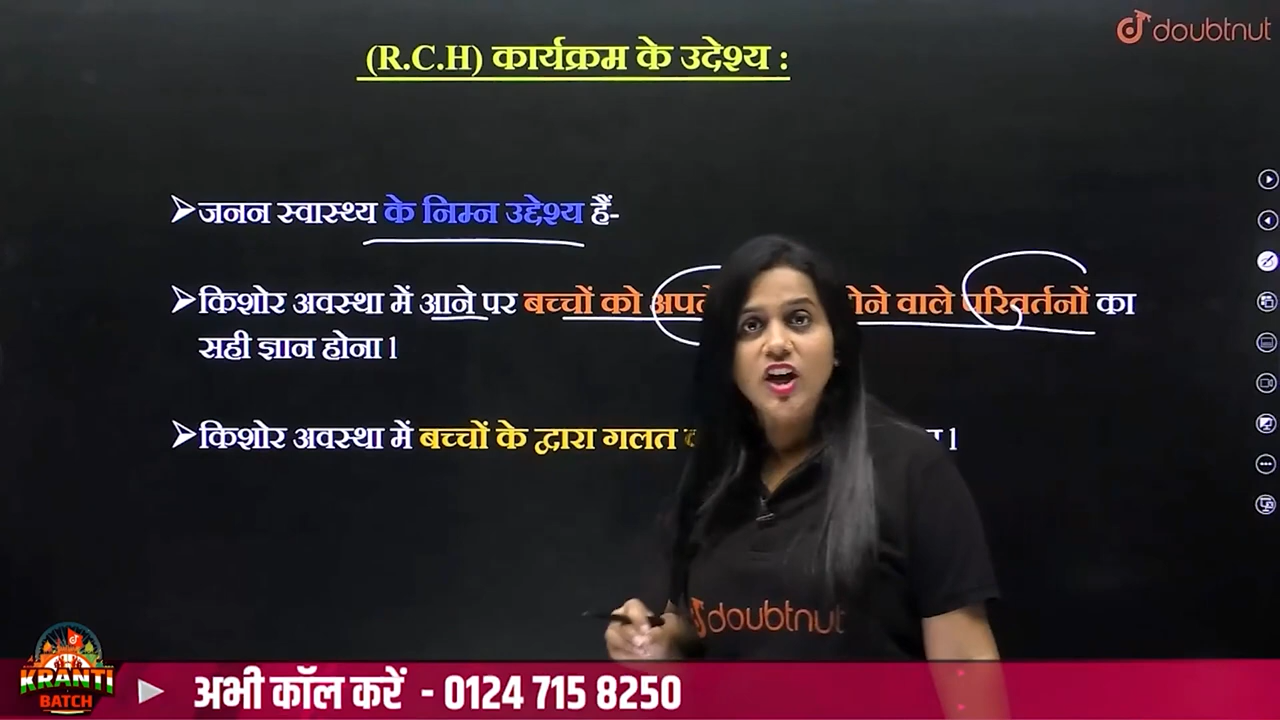 doubtnut
(R.C.H) कार्यक्रम के उदेश्य :
जनन स्वास्थ्य के निम्न उद्देश्य हैं-
किशोर अवस्था में आने पर बच्चों को होने वाले परिवर्तनों का
सही ज्ञान होना l
किशोर अवस्था में बच्चों के द्वारा गलत l
doubtnut
KRANTI
BATCH
अभी कॉल करें - 0124 715 8250